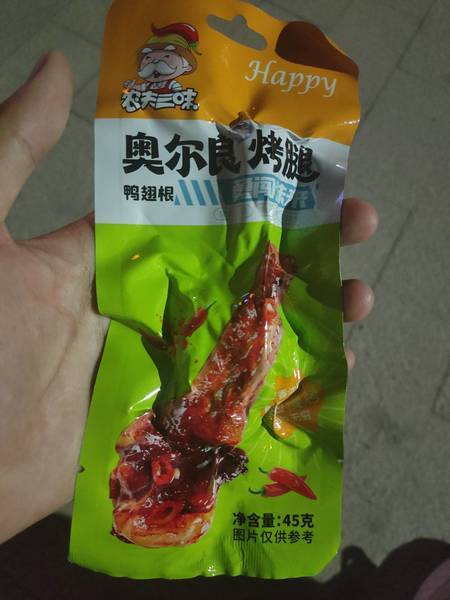 Happy
农夫三味
奥尔良烤腿
鸭翅根
净含量:45克
图片仅供参考